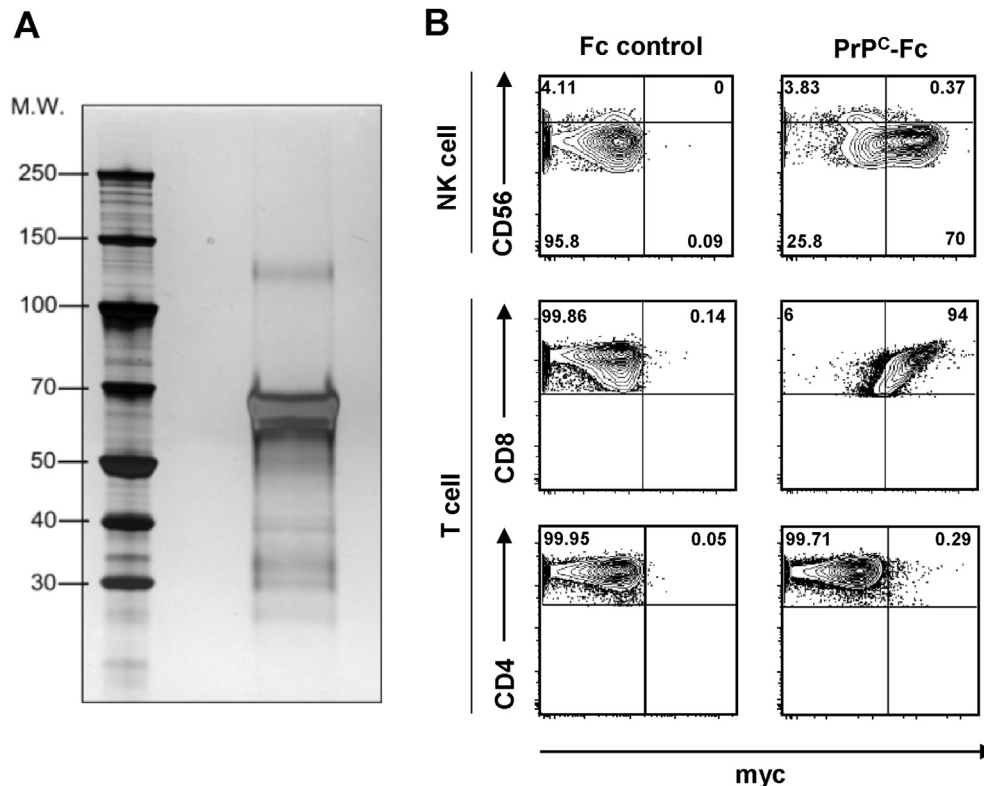 A
M.W.
250
150
100
70
50
40
30
B
Fc control
PrPC-Fc
NK cell
CD56
4.11 0
95.8 0.09
3.83 0.37
25.8 70
T cell
CD8
99.86 0.14
6 94
CD4
99.95 0.05
99.71 0.29
myc